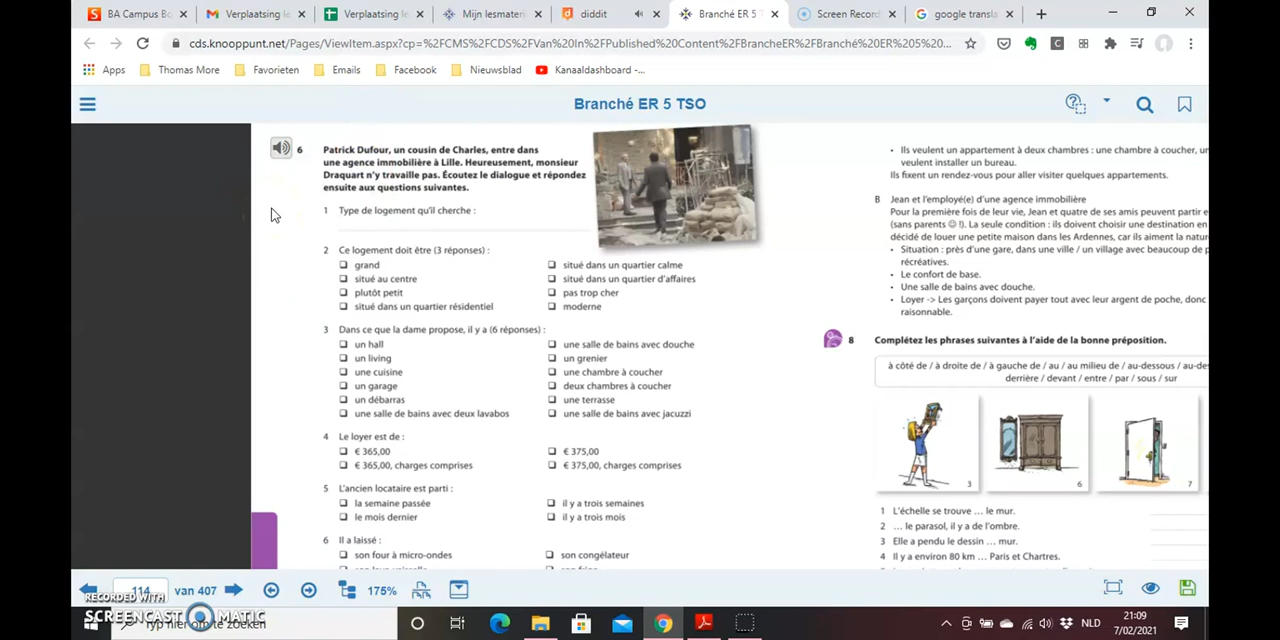 BA Campus Bo
Verplaatsing le
Verplaatsing le
Mijn lesmateri
diddit
Branché ER 5 T
Screen Record
google transla
cds.knooppunt.net/Pages/ViewItem.aspx?cp=%2FCMS%2FCDS%2FVan%20In%2FPublished%20Content%2FBrancheER%2FBranché%20ER%205%20...
Apps
Thomas More
Favorieten
Emails
Facebook
Nieuwsblad
Kanaaldashboard -...
Branché ER 5 TSO
6 Patrick Dufour, un cousin de Charles, entre dans
une agence immobilière à Lille. Heureusement, monsieur
Draquart n'y travaille pas. Écoutez le dialogue et répondez
ensuite aux questions suivantes.
1 Type de logement qu'il cherche :
2 Ce logement doit être (3 réponses) :
grand
situé dans un quartier calme
situé au centre
situé dans un quartier d'affaires
plutôt petit
pas trop cher
situé dans un quartier résidentiel
moderne
3 Dans ce que la dame propose, il y a (6 réponses) :
un hall
une salle de bains avec douche
un living
un grenier
une cuisine
une chambre à coucher
un garage
deux chambres à coucher
un débarras
une terrasse
une salle de bains avec deux lavabos
une salle de bains avec jacuzzi
4 Le loyer est de :
€ 365,00
€ 375,00
€ 365,00, charges comprises
€ 375,00, charges comprises
5 L'ancien locataire est parti :
la semaine passée
il y a trois semaines
le mois dernier
il y a trois mois
6 Il a laissé :
son four à micro-ondes
son congélateur
• Ils veulent un appartement à deux chambres : une chambre à coucher, un
veulent installer un bureau.
Ils fixent un rendez-vous pour aller visiter quelques appartements.
B Jean et l'employé(e) d'une agence immobilière
Pour la première fois de leur vie, Jean et quatre de ses amis peuvent partir e
(sans parents ☺ !). La seule condition : ils doivent choisir une destination en
décidé de louer une petite maison dans les Ardennes, car ils aiment la nature
• Situation : près d'une gare, dans une ville / un village avec beaucoup de p
récréatives.
• Le confort de base.
• Une salle de bains avec douche.
• Loyer -> Les garçons doivent payer tout avec leur argent de poche, donc
raisonnable.
8 Complétez les phrases suivantes à l'aide de la bonne préposition.
à côté de / à droite de / à gauche de / au / au milieu de / au-dessous / au-des
derrière / devant / entre / par / sous / sur
3
6
7
1 L'échelle se trouve ... le mur.
2 ... le parasol, il y a de l'ombre.
3 Elle a pendu le dessin ... mur.
4 Il y a environ 80 km ... Paris et Chartres.
114
van 407
175%
RECORDED WITH
SCREENCAST MATIC
Typ hier om te zoeken
NLD
21:09
7/02/2021